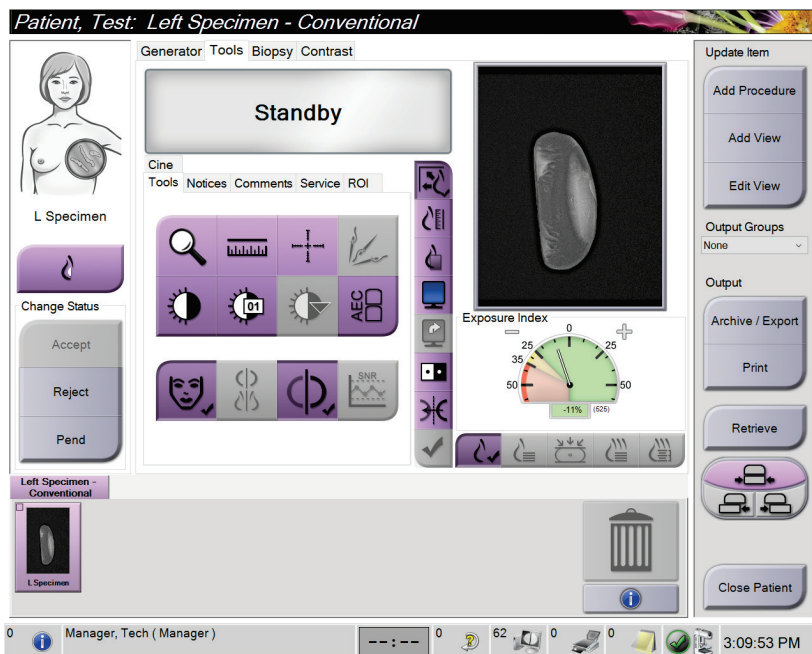 Patient, Test: Left Specimen - Conventional
Generator Tools Biopsy Contrast
Standby
Cine
Tools Notices Comments Service ROI
01
AEC
SNR
L Specimen
Change Status
Accept
Reject
Pend
Exposure Index
0
25 25
35
50 50
-11% (525)
Update Item
Add Procedure
Add View
Edit View
Output Groups
None
Output
Archive / Export
Print
Retrieve
Close Patient
Left Specimen -
Conventional
L Specimen
0 Manager, Tech ( Manager ) --:-- 0 62 0 0 3:09:53 PM